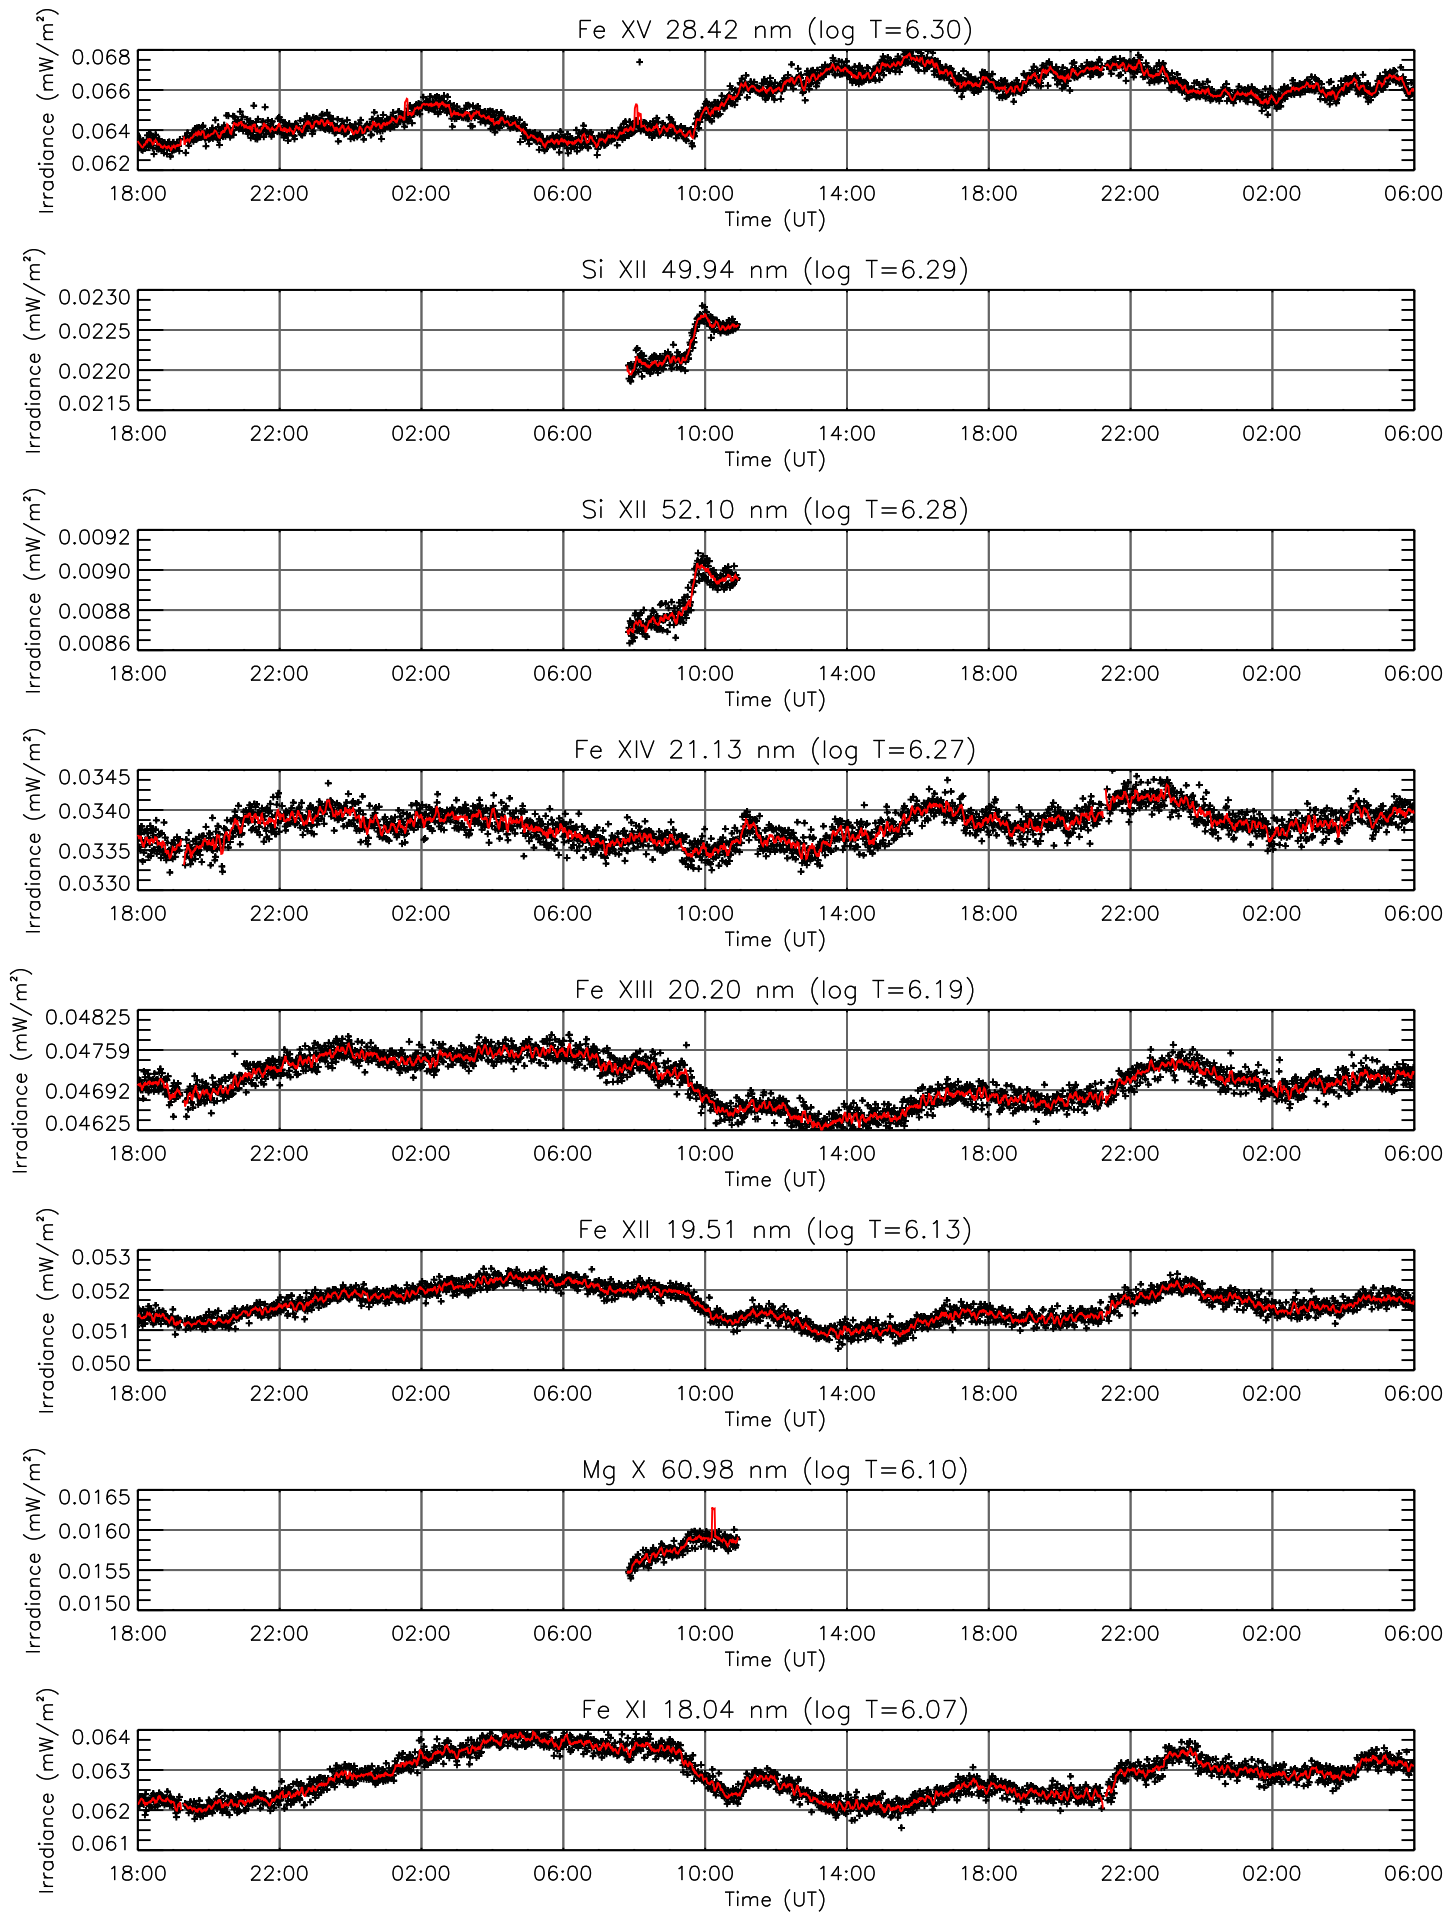 Fe XV 28.42 nm (log T=6.30)
Irradiance (mW/m²)
0.068
0.066
0.064
0.062
18:00 22:00 02:00 06:00 10:00 14:00 18:00 22:00 02:00 06:00
Time (UT)
Si XII 49.94 nm (log T=6.29)
Irradiance (mW/m²)
0.0230
0.0225
0.0220
0.0215
18:00 22:00 02:00 06:00 10:00 14:00 18:00 22:00 02:00 06:00
Time (UT)
Si XII 52.10 nm (log T=6.28)
Irradiance (mW/m²)
0.0092
0.0090
0.0088
0.0086
18:00 22:00 02:00 06:00 10:00 14:00 18:00 22:00 02:00 06:00
Time (UT)
Fe XIV 21.13 nm (log T=6.27)
Irradiance (mW/m²)
0.0345
0.0340
0.0335
0.0330
18:00 22:00 02:00 06:00 10:00 14:00 18:00 22:00 02:00 06:00
Time (UT)
Fe XIII 20.20 nm (log T=6.19)
Irradiance (mW/m²)
0.04825
0.04759
0.04692
0.04625
18:00 22:00 02:00 06:00 10:00 14:00 18:00 22:00 02:00 06:00
Time (UT)
Fe XII 19.51 nm (log T=6.13)
Irradiance (mW/m²)
0.053
0.052
0.051
0.050
18:00 22:00 02:00 06:00 10:00 14:00 18:00 22:00 02:00 06:00
Time (UT)
Mg X 60.98 nm (log T=6.10)
Irradiance (mW/m²)
0.0165
0.0160
0.0155
0.0150
18:00 22:00 02:00 06:00 10:00 14:00 18:00 22:00 02:00 06:00
Time (UT)
Fe XI 18.04 nm (log T=6.07)
Irradiance (mW/m²)
0.064
0.063
0.062
0.061
18:00 22:00 02:00 06:00 10:00 14:00 18:00 22:00 02:00 06:00
Time (UT)